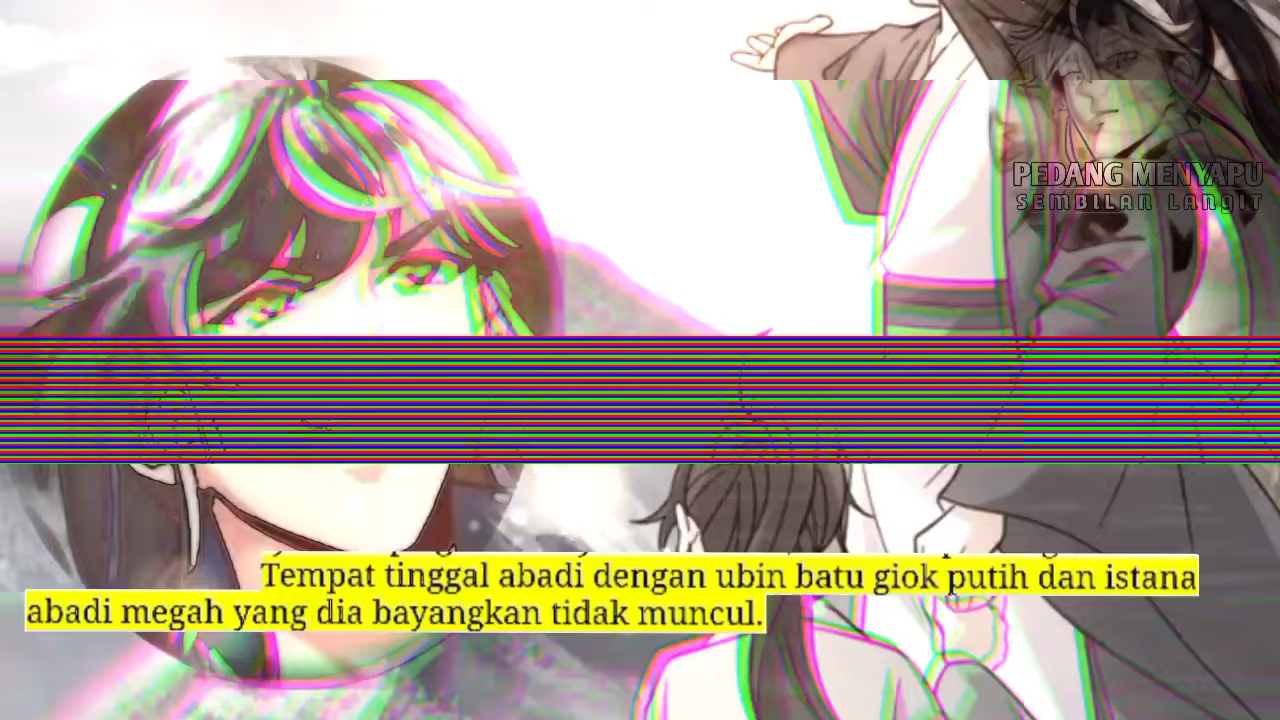 PEDANG MENYAPU
SEMBILAN LANGIT
Tempat tinggal abadi dengan ubin batu giok putih dan istana
abadi megah yang dia bayangkan tidak muncul.